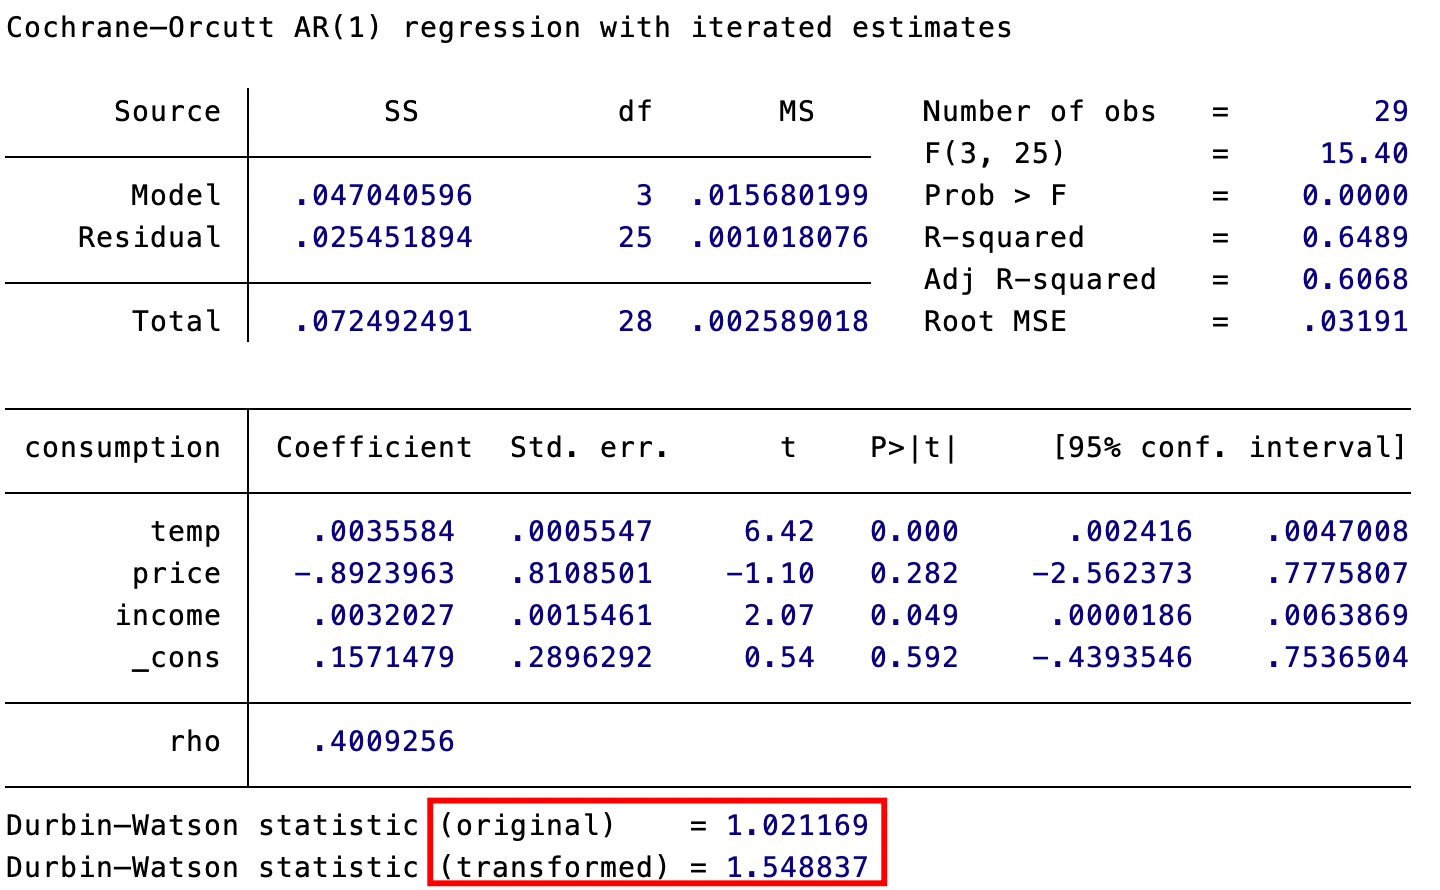 Cochrane–Orcutt AR(1) regression with iterated estimates
Source SS df MS Number of obs = 29
F(3, 25) = 15.40
Model .047040596 3 .015680199 Prob > F = 0.0000
Residual .025451894 25 .001018076 R-squared = 0.6489
Adj R-squared = 0.6068
Total .072492491 28 .002589018 Root MSE = .03191
consumption Coefficient Std. err. t P>|t| [95% conf. interval]
temp .0035584 .0005547 6.42 0.000 .002416 .0047008
price -.8923963 .8108501 -1.10 0.282 -2.562373 .7775807
income .0032027 .0015461 2.07 0.049 .0000186 .0063869
_cons .1571479 .2896292 0.54 0.592 -.4393546 .7536504
rho .4009256
Durbin–Watson statistic (original) = 1.021169
Durbin–Watson statistic (transformed) = 1.548837